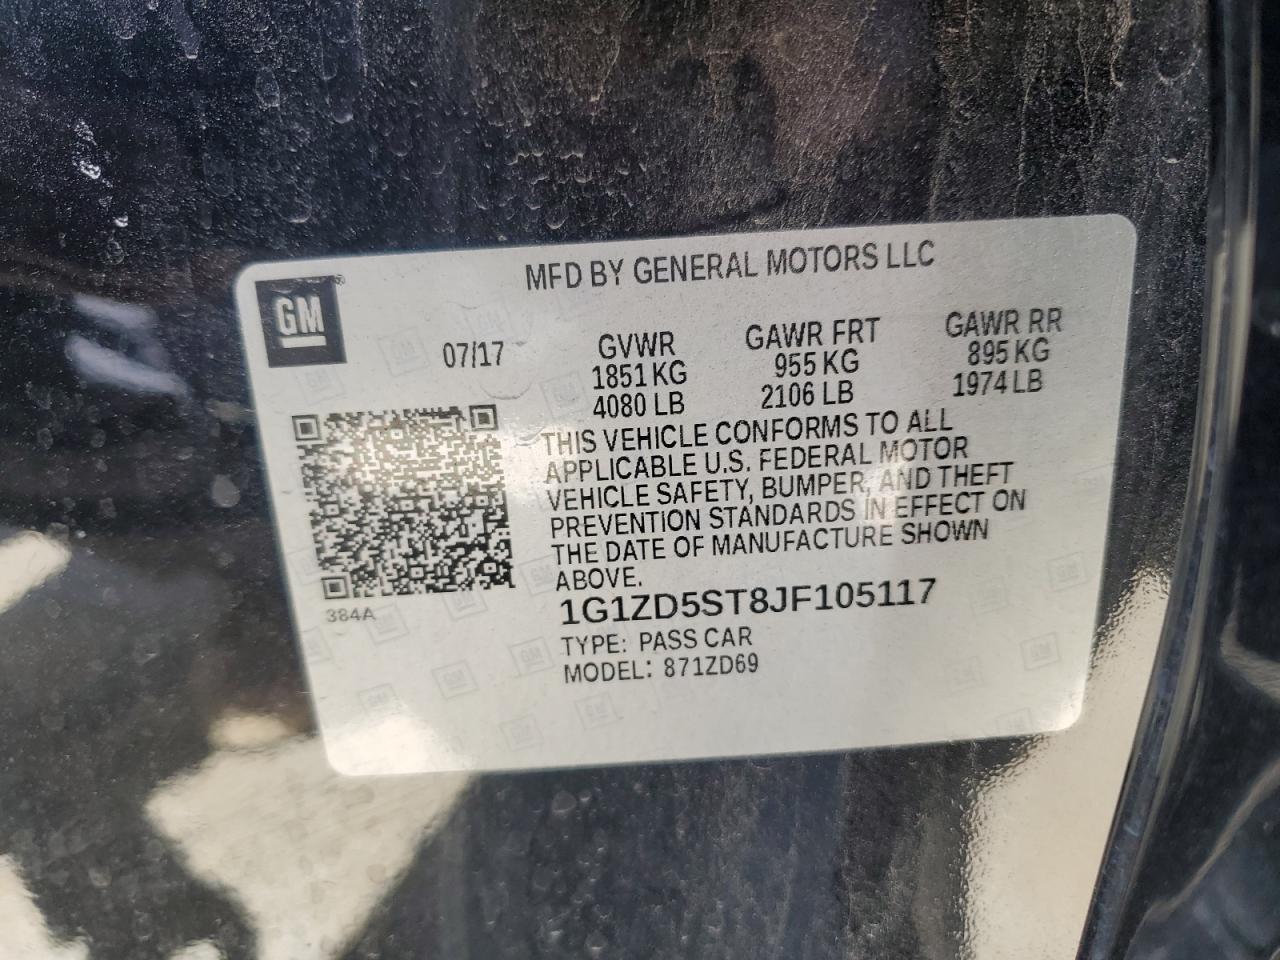 MFD BY GENERAL MOTORS LLC
GM®
07/17
GVWR
1851 KG
4080 LB
GAWR FRT
955 KG
2106 LB
GAWR RR
895 KG
1974 LB
THIS VEHICLE CONFORMS TO ALL
APPLICABLE U.S. FEDERAL MOTOR
VEHICLE SAFETY, BUMPER, AND THEFT
PREVENTION STANDARDS IN EFFECT ON
THE DATE OF MANUFACTURE SHOWN
ABOVE.
384A
1G1ZD5ST8JF105117
TYPE: PASS CAR
MODEL: 871ZD69